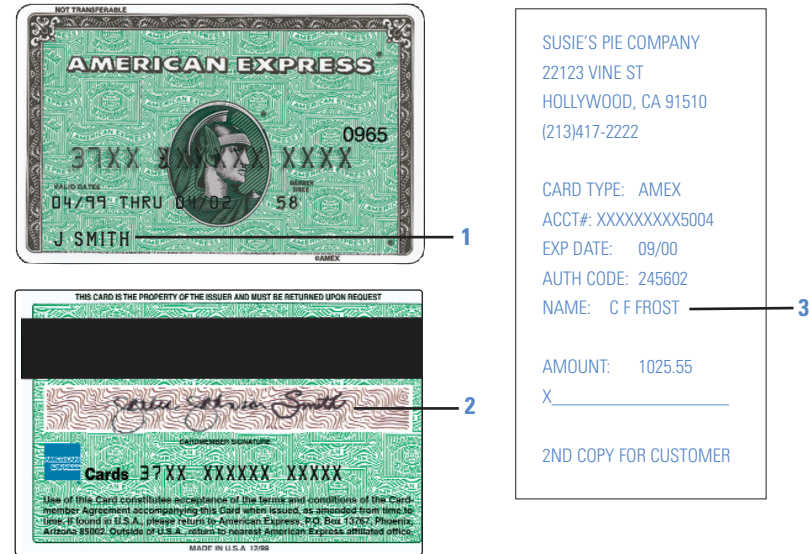 NOT TRANSFERABLE
AMERICAN EXPRESS
0965
37XX XXXXXX XXXX
VALID DATES
MEMBER SINCE
04/99 THRU 04/02 58
J SMITH
®AMEX
1
THIS CARD IS THE PROPERTY OF THE ISSUER AND MUST BE RETURNED UPON REQUEST
Smith
2
CARDMEMBER SIGNATURE
AMERICAN EXPRESS
Cards 37XX XXXXXX XXXXX
Use of this Card constitutes acceptance of the terms and conditions of the Card-
member Agreement accompanying this Card when issued, as amended from time to
time. If found in U.S.A., please return to American Express, P.O. Box 13767, Phoenix,
Arizona 85002. Outside of U.S.A., return to nearest American Express affiliated office.
MADE IN U.S.A. 12/99
SUSIE'S PIE COMPANY
22123 VINE ST
HOLLYWOOD, CA 91510
(213)417-2222
CARD TYPE: AMEX
ACCT#: XXXXXXXXX5004
EXP DATE: 09/00
AUTH CODE: 245602
NAME: C F FROST
3
AMOUNT: 1025.55
X____________________
2ND COPY FOR CUSTOMER